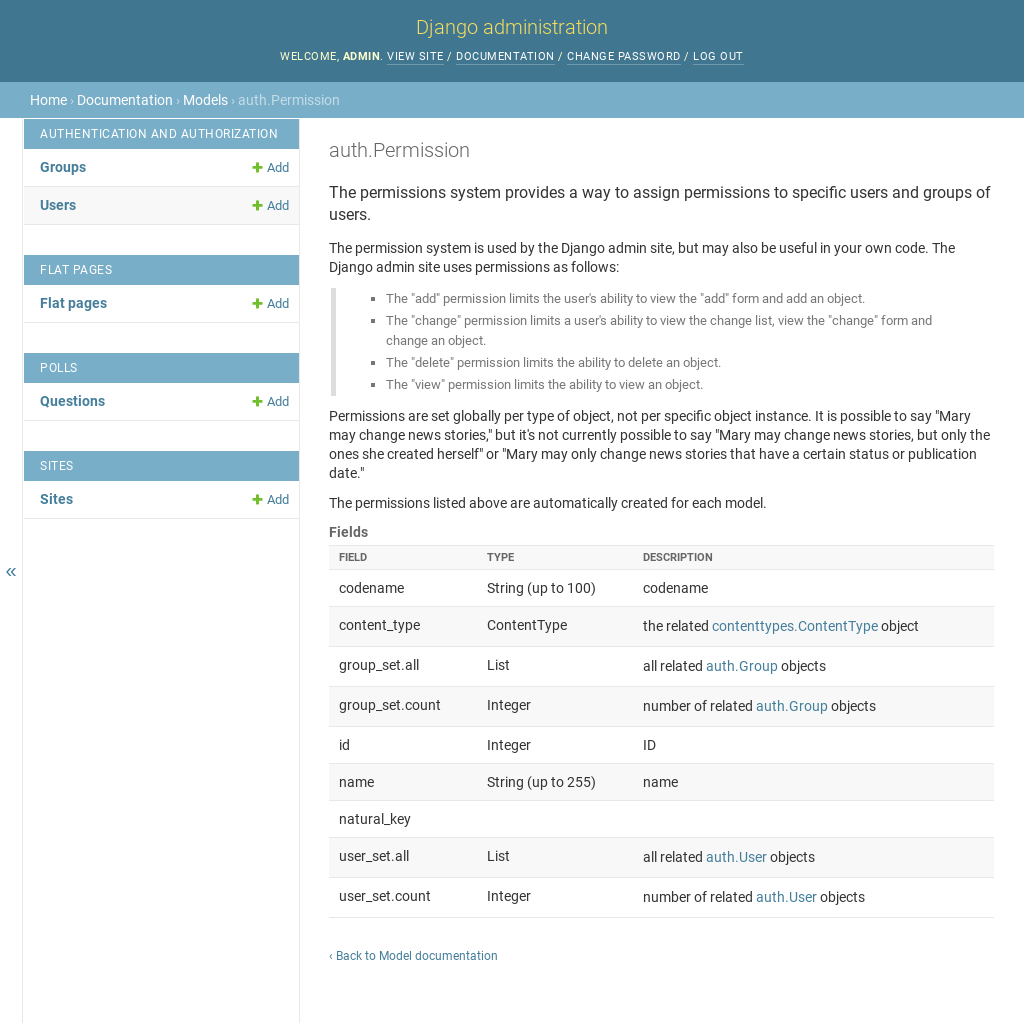 Django administration
WELCOME, ADMIN. VIEW SITE / DOCUMENTATION / CHANGE PASSWORD / LOG OUT
Home › Documentation › Models › auth.Permission
AUTHENTICATION AND AUTHORIZATION
Groups Add
Users Add
FLAT PAGES
Flat pages Add
POLLS
Questions Add
SITES
Sites Add
«
auth.Permission
The permissions system provides a way to assign permissions to specific users and groups of
users.
The permission system is used by the Django admin site, but may also be useful in your own code. The
Django admin site uses permissions as follows:
The "add" permission limits the user's ability to view the "add" form and add an object.
The "change" permission limits a user's ability to view the change list, view the "change" form and
change an object.
The "delete" permission limits the ability to delete an object.
The "view" permission limits the ability to view an object.
Permissions are set globally per type of object, not per specific object instance. It is possible to say "Mary
may change news stories," but it's not currently possible to say "Mary may change news stories, but only the
ones she created herself" or "Mary may only change news stories that have a certain status or publication
date."
The permissions listed above are automatically created for each model.
Fields
FIELD TYPE DESCRIPTION
codename String (up to 100) codename
content_type ContentType the related contenttypes.ContentType object
group_set.all List all related auth.Group objects
group_set.count Integer number of related auth.Group objects
id Integer ID
name String (up to 255) name
natural_key
user_set.all List all related auth.User objects
user_set.count Integer number of related auth.User objects
‹ Back to Model documentation